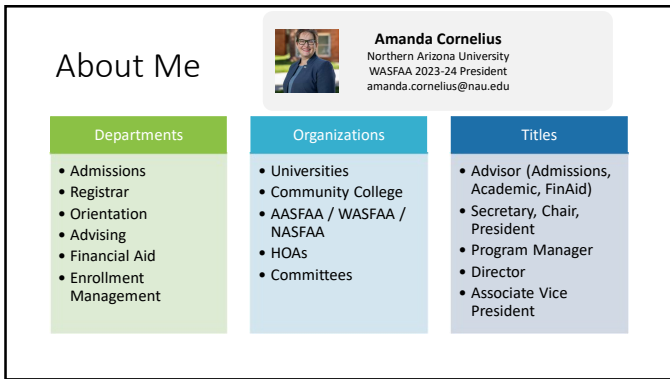 About Me
Amanda Cornelius
Northern Arizona University
WASFAA 2023-24 President
amanda.cornelius@nau.edu
Departments
• Admissions
• Registrar
• Orientation
• Advising
• Financial Aid
• Enrollment
Management
Organizations
• Universities
• Community College
• AASFAA / WASFAA /
NASFAA
• HOAs
• Committees
Titles
• Advisor (Admissions,
Academic, FinAid)
• Secretary, Chair,
President
• Program Manager
• Director
• Associate Vice
President